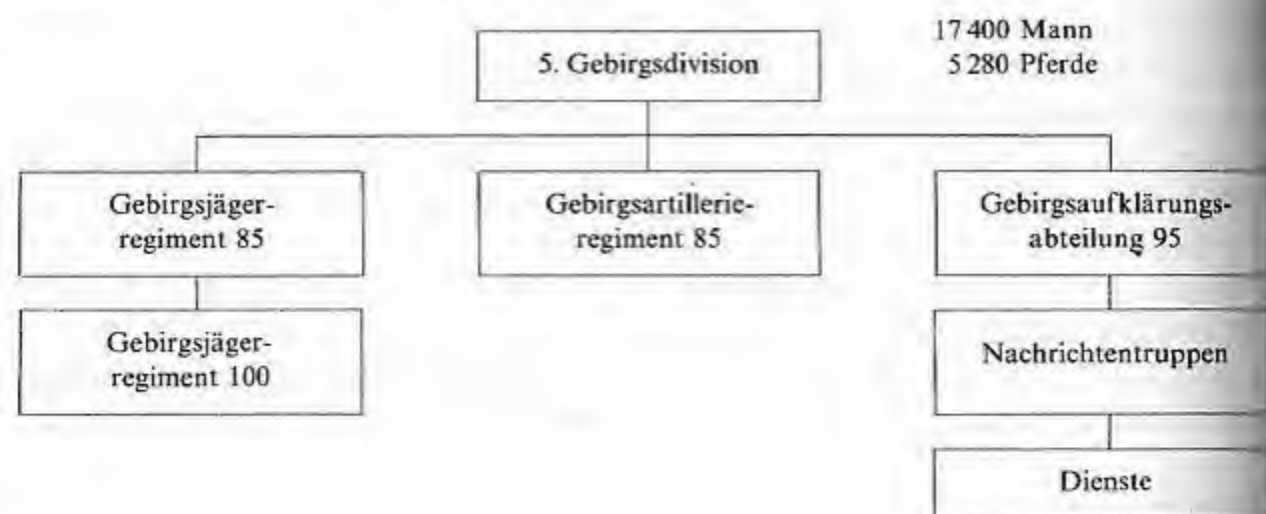 17 400 Mann
5 280 Pferde
5. Gebirgsdivision
Gebirgsjäger-
regiment 85
Gebirgsartillerie-
regiment 85
Gebirgsaufklärungs-
abteilung 95
Gebirgsjäger-
regiment 100
Nachrichtentruppen
Dienste